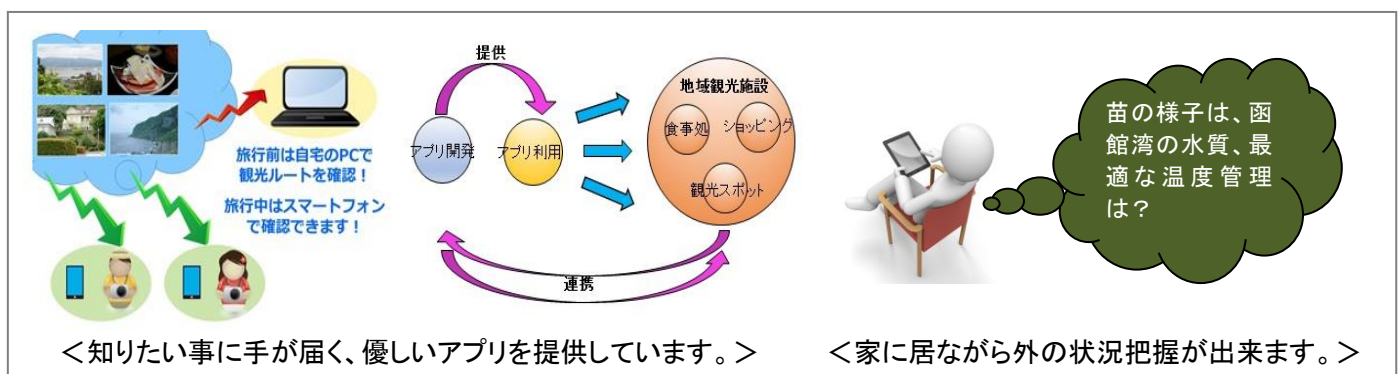 旅行前は自宅のPCで
観光ルートを確認！
旅行中はスマートフォン
で確認できます！
提供
アプリ開発
アプリ利用
地域観光施設
食事処
ショッピング
観光スポット
連携
苗の様子は、函
館湾の水質、最
適な温度管理
は？
＜知りたい事に手が届く、優しいアプリを提供しています。＞
＜家に居ながら外の状況把握が出来ます。＞